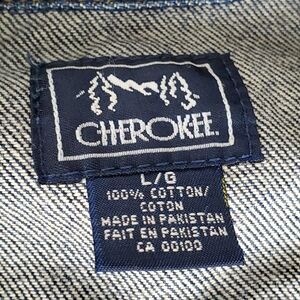 CHEROKEE
L/G
100% COTTON/
COTON
MADE IN PAKISTAN
FAIT EN PAKISTAN
CA 00100